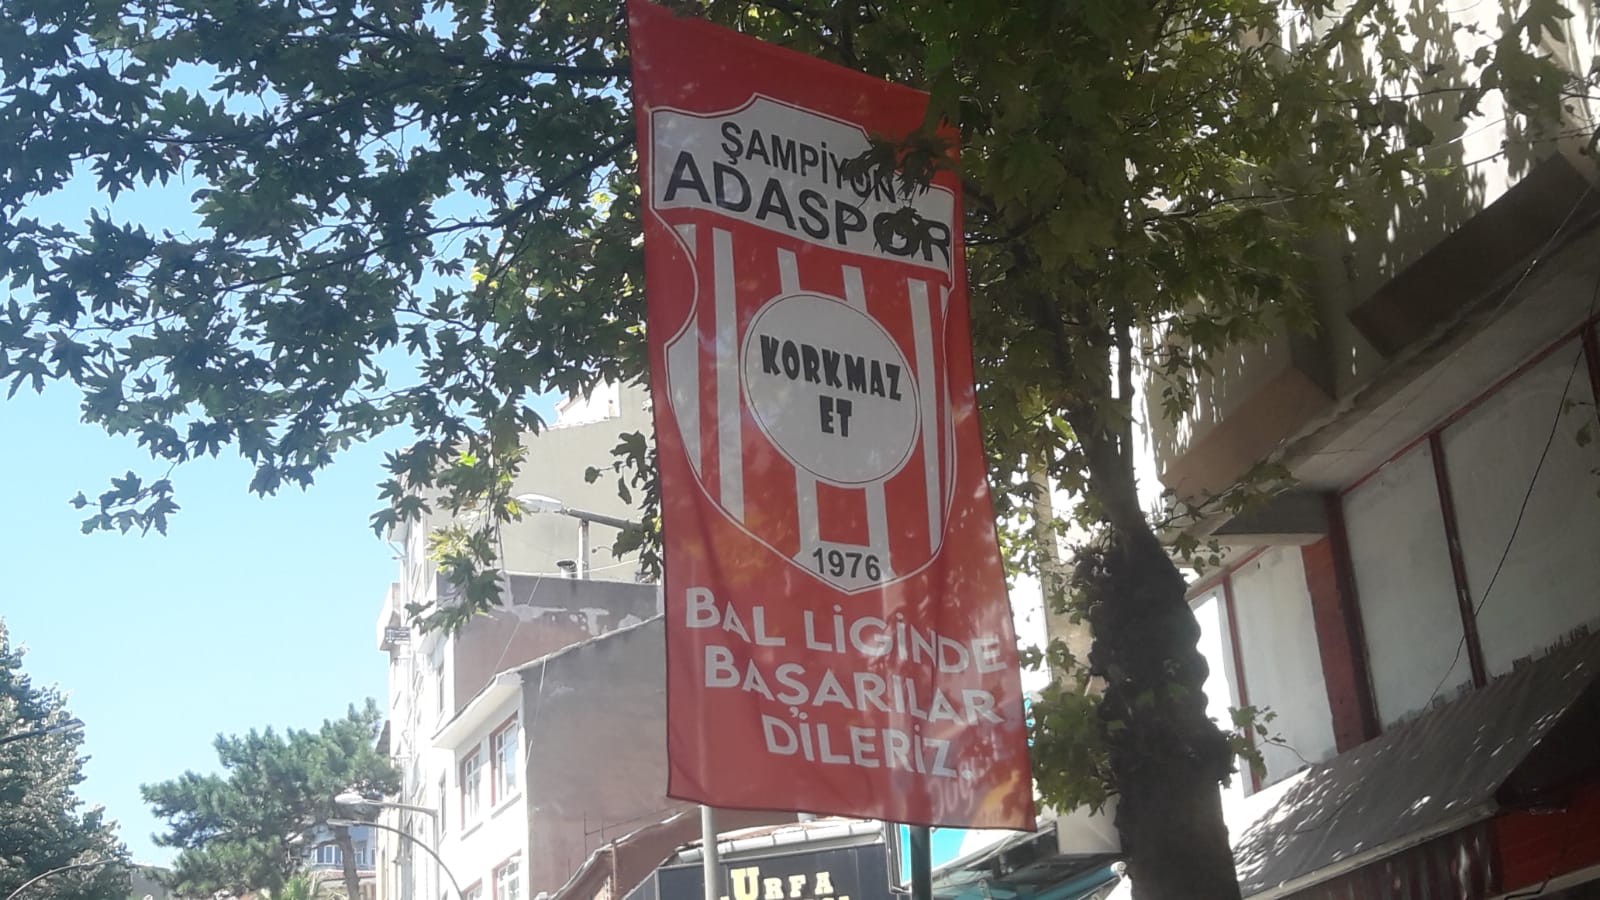 ŞAMPİYON
ADASPOR
KORKMAZ
ET
1976
BAL LİGİNDE
BAŞARILAR
DİLERİZ
URFA